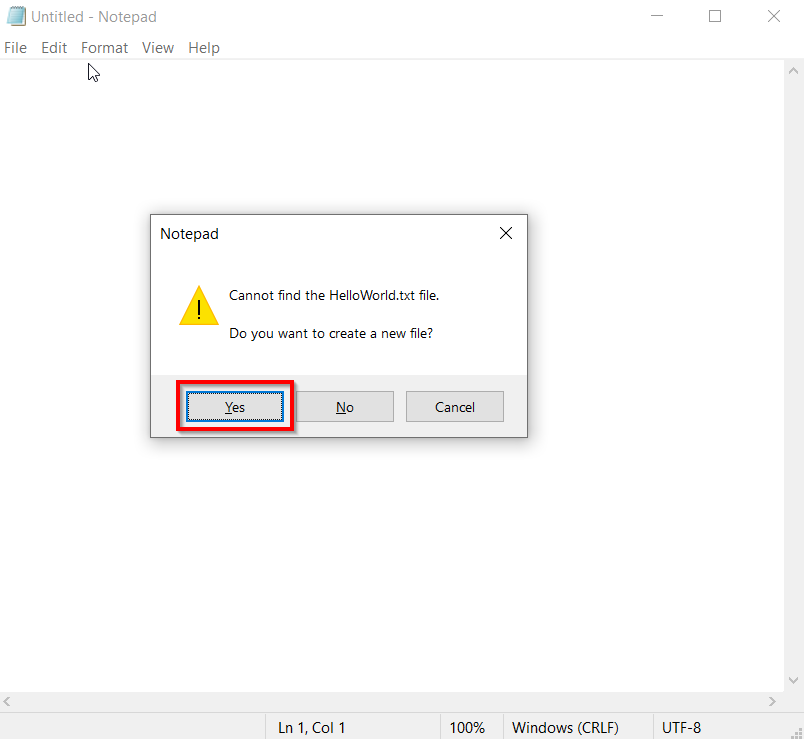 Untitled - Notepad
File Edit Format View Help
Notepad
Cannot find the HelloWorld.txt file.
Do you want to create a new file?
Yes No Cancel
Ln 1, Col 1 100% Windows (CRLF) UTF-8